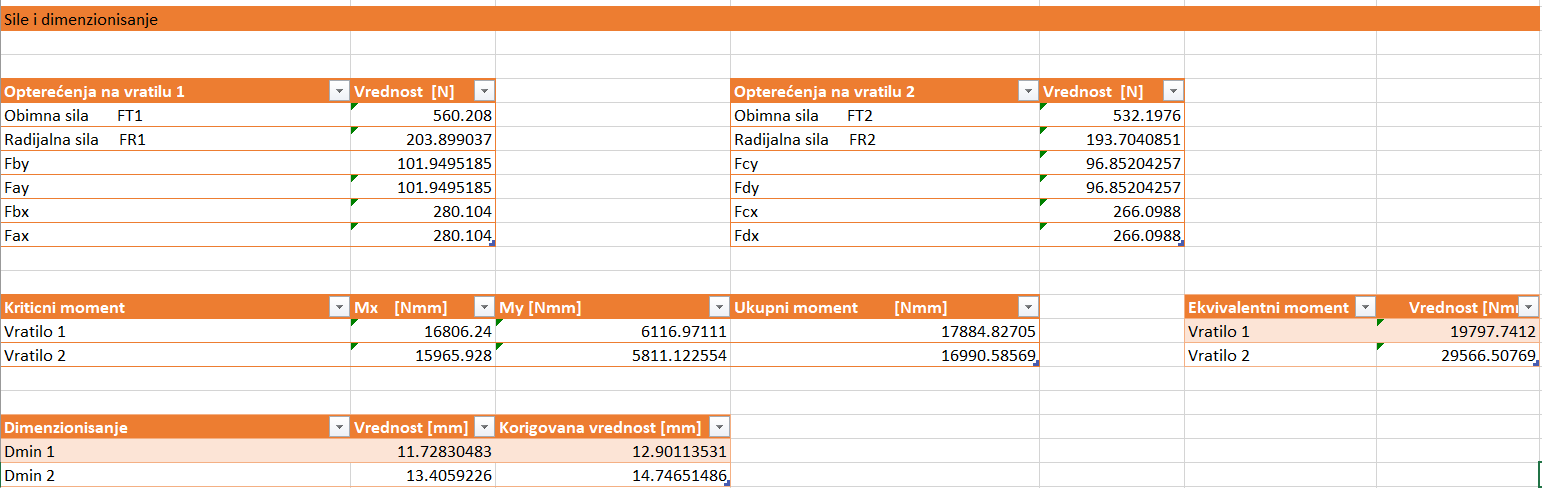 Sile i dimenzionisanje
Opterećenja na vratilu 1 Vrednost [N] Opterećenja na vratilu 2 Vrednost [N]
Obimna sila FT1 560.208 Obimna sila FT2 532.1976
Radijalna sila FR1 203.899037 Radijalna sila FR2 193.7040851
Fby 101.9495185 Fcy 96.85204257
Fay 101.9495185 Fdy 96.85204257
Fbx 280.104 Fcx 266.0988
Fax 280.104 Fdx 266.0988
Kriticni moment Mx [Nmm] My [Nmm] Ukupni moment [Nmm] Ekvivalentni moment Vrednost [Nm
Vratilo 1 16806.24 6116.97111 17884.82705 Vratilo 1 19797.7412
Vratilo 2 15965.928 5811.122554 16990.58569 Vratilo 2 29566.50769
Dimenzionisanje Vrednost [mm] Korigovana vrednost [mm]
Dmin 1 11.72830483 12.90113531
Dmin 2 13.4059226 14.74651486